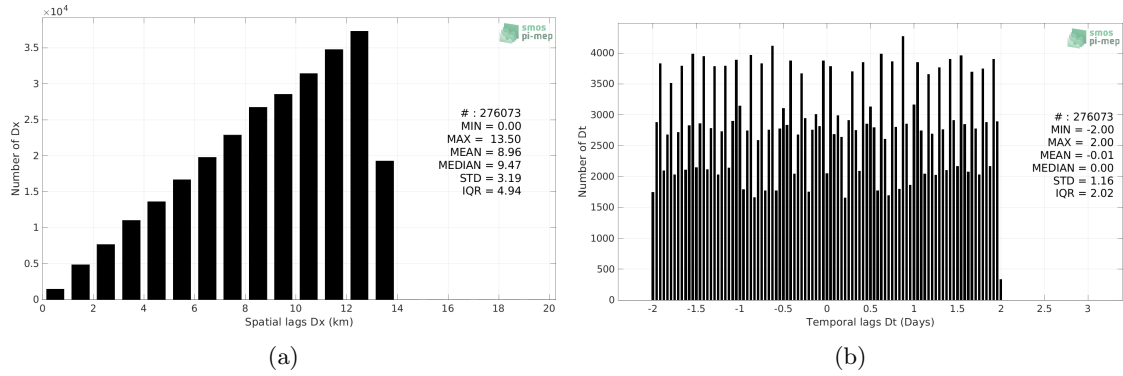 ×10⁴
3.5
3
2.5
2
1.5
1
0.5
0
Number of Dx
0 2 4 6 8 10 12 14 16 18 20
Spatial lags Dx (km)
smos
pi-mep
# : 276073
MIN = 0.00
MAX = 13.50
MEAN = 8.96
MEDIAN = 9.47
STD = 3.19
IQR = 4.94
(a)
4000
3500
3000
2500
2000
1500
1000
500
0
Number of Dt
-2 -1.5 -1 -0.5 0 0.5 1 1.5 2 2.5 3
Temporal lags Dt (Days)
smos
pi-mep
# : 276073
MIN = -2.00
MAX = 2.00
MEAN = -0.01
MEDIAN = 0.00
STD = 1.16
IQR = 2.02
(b)